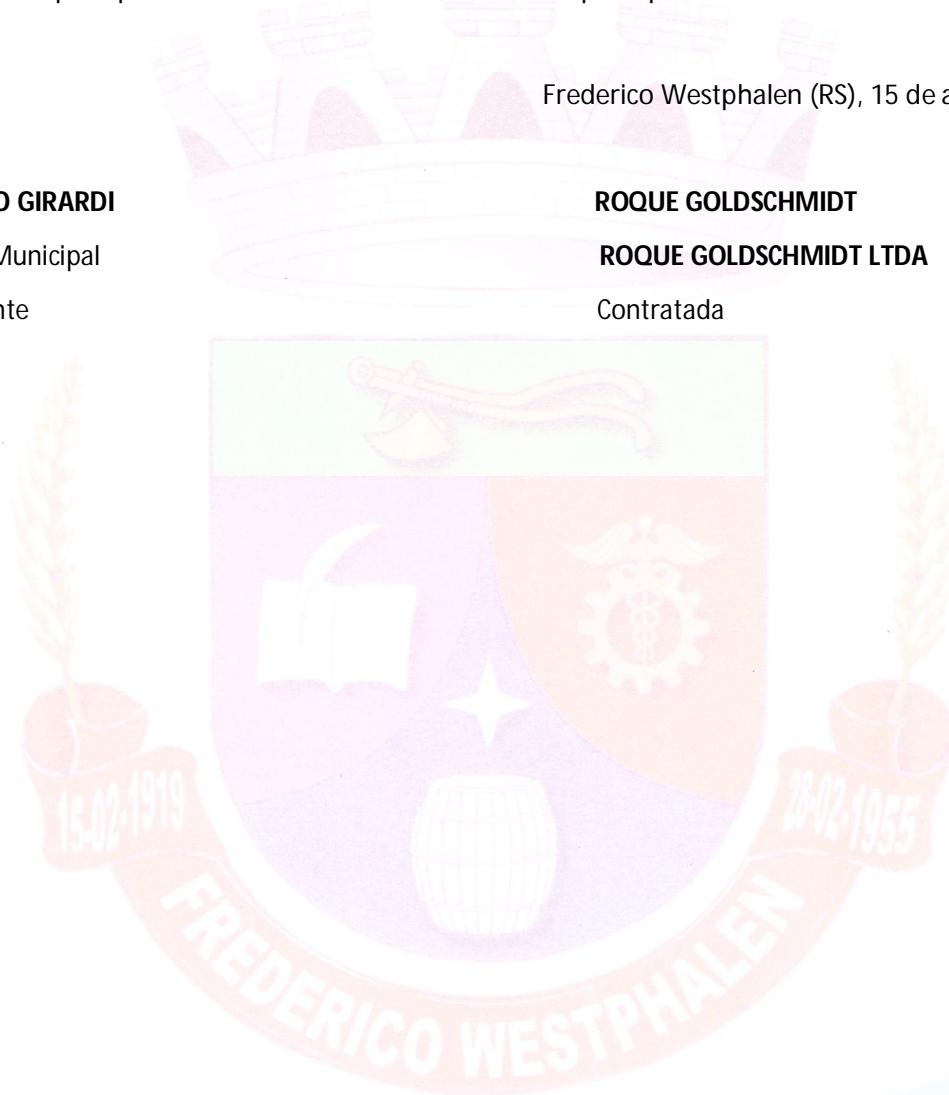 Frederico Westphalen (RS), 15 de
GIRARDI
ROQUE GOLDSCHMIDT
Municipal
ROQUE GOLDSCHMIDT LTDA
Contratada
15-02-1919
28-02-1955
FREDERICO WESTPHALEN